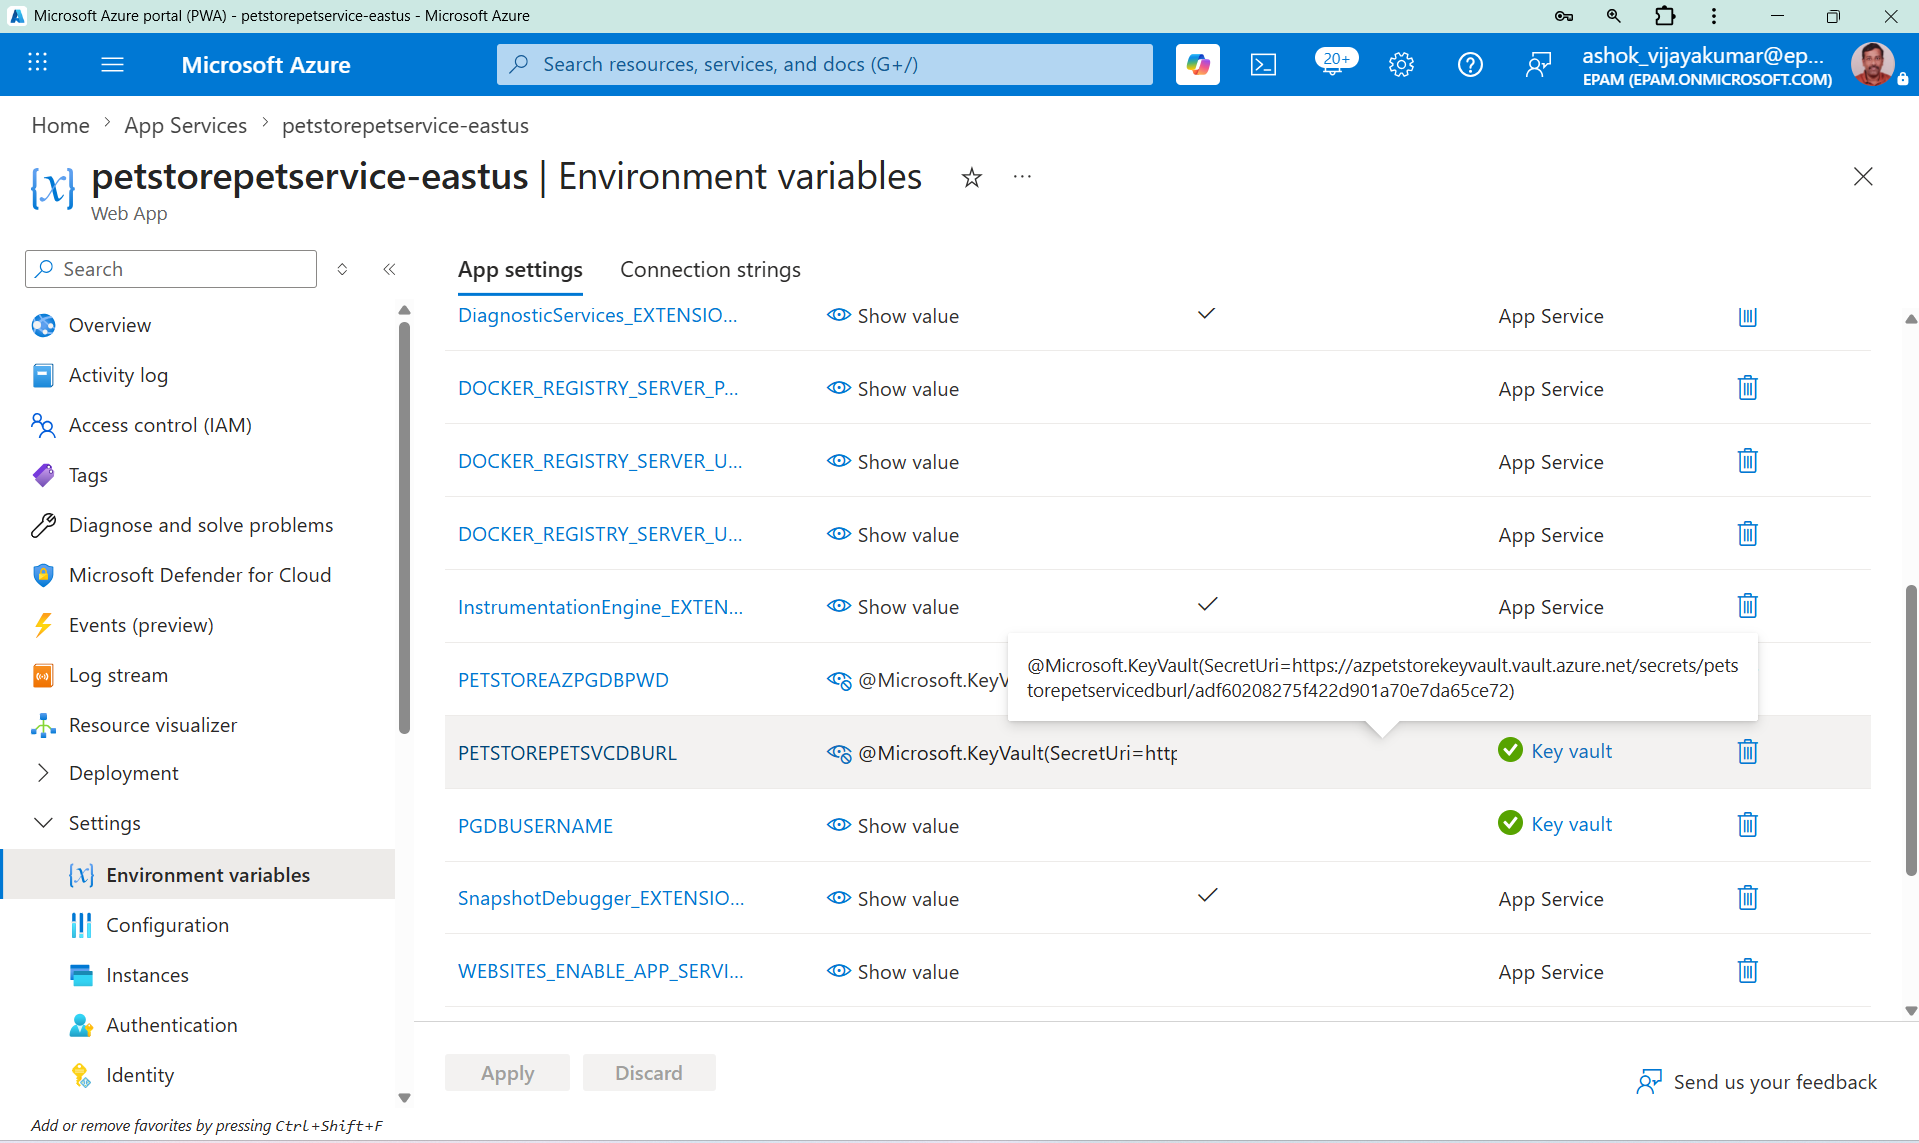 Microsoft Azure portal (PWA) - petstorepetservice-eastus - Microsoft Azure
Microsoft Azure
Search resources, services, and docs (G+/)
20+
ashok_vijayakumar@ep...
EPAM (EPAM.ONMICROSOFT.COM)
Home > App Services > petstorepetservice-eastus
petstorepetservice-eastus | Environment variables
Web App
Search
Overview
Activity log
Access control (IAM)
Tags
Diagnose and solve problems
Microsoft Defender for Cloud
Events (preview)
Log stream
Resource visualizer
Deployment
Settings
Environment variables
Configuration
Instances
Authentication
Identity
Add or remove favorites by pressing Ctrl+Shift+F
App settings Connection strings
DiagnosticServices_EXTENSIO... Show value App Service
DOCKER_REGISTRY_SERVER_P... Show value App Service
DOCKER_REGISTRY_SERVER_U... Show value App Service
DOCKER_REGISTRY_SERVER_U... Show value App Service
InstrumentationEngine_EXTEN... Show value App Service
PETSTOREAZPGDBPWD @Microsoft.KeyV
@Microsoft.KeyVault(SecretUri=https://azpetstorekeyvault.vault.azure.net/secrets/pets
torepetservicedburl/adf60208275f422d901a70e7da65ce72)
PETSTOREPETSVCDBURL @Microsoft.KeyVault(SecretUri=http Key vault
PGDBUSERNAME Show value Key vault
SnapshotDebugger_EXTENSIO... Show value App Service
WEBSITES_ENABLE_APP_SERVI... Show value App Service
Apply Discard
Send us your feedback